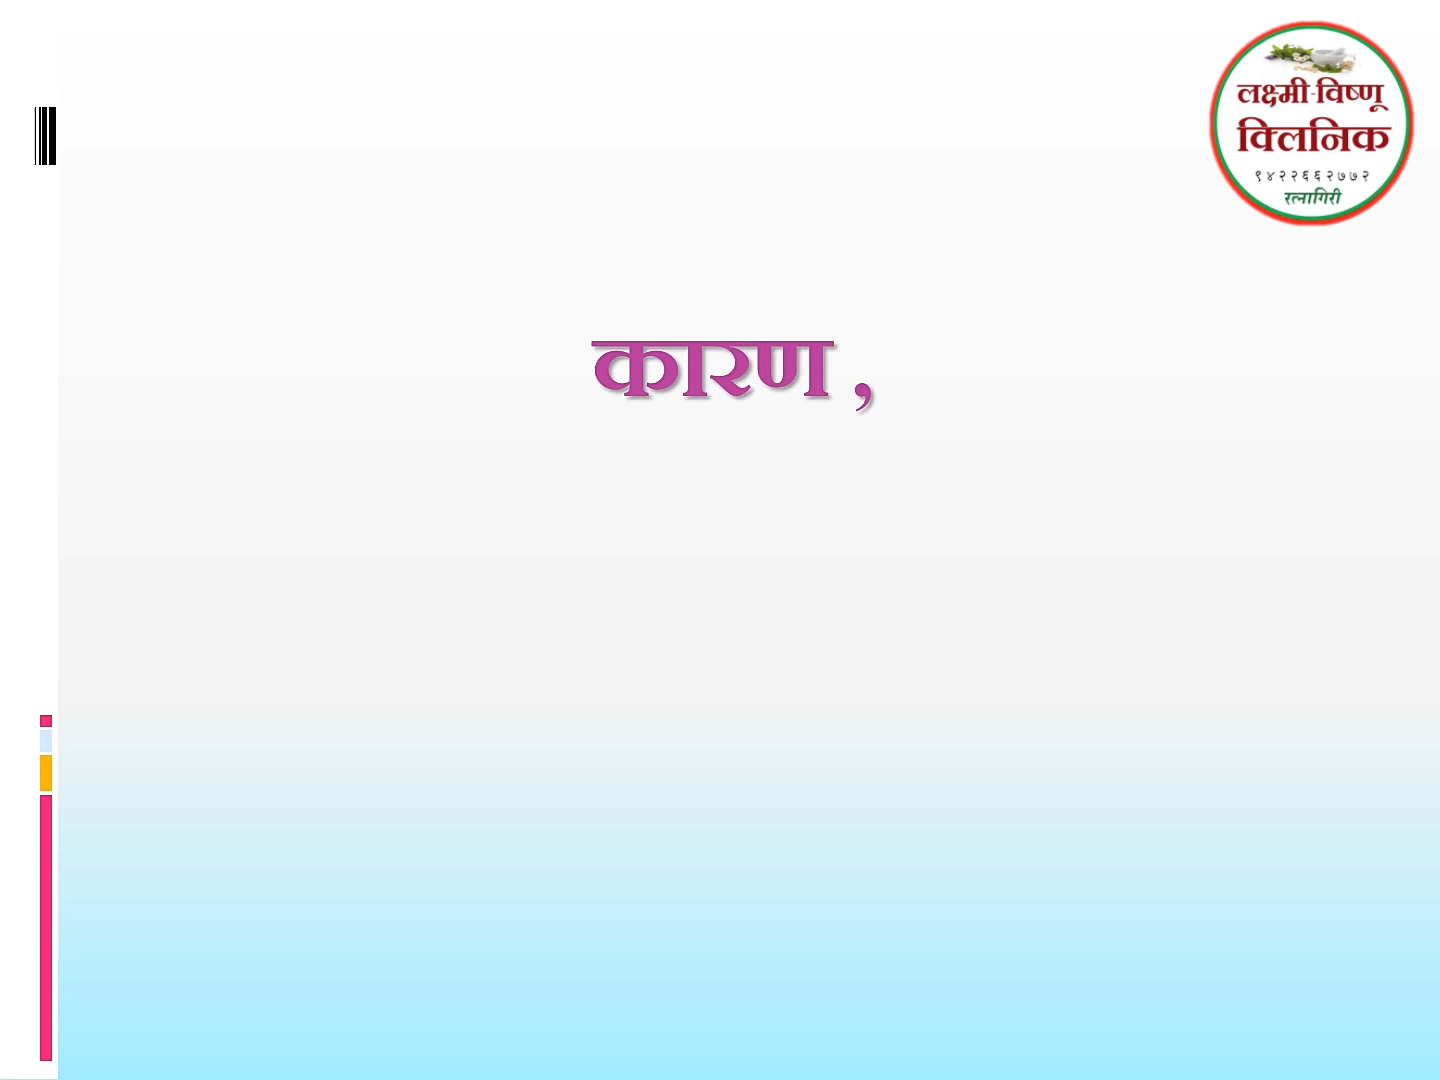 लक्ष्मी-विष्णू
क्लिनिक
९४२२६६२७७२
रत्नागिरी
कारण ,